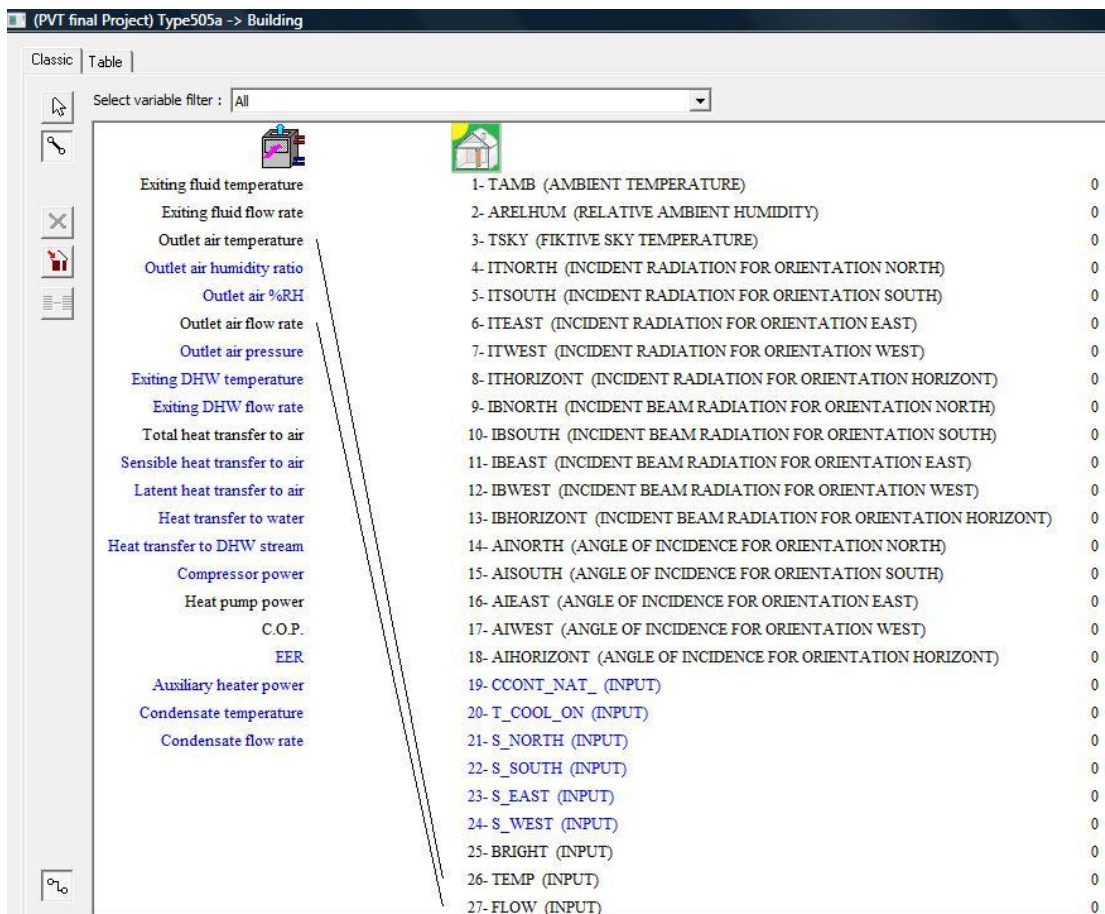 (PVT final Project) Type505a -> Building
Classic Table
Select variable filter : All
Exiting fluid temperature 1- TAMB (AMBIENT TEMPERATURE) 0
Exiting fluid flow rate 2- ARELHUM (RELATIVE AMBIENT HUMIDITY) 0
Outlet air temperature 3- TSKY (FIKTIVE SKY TEMPERATURE) 0
Outlet air humidity ratio 4- ITNORTH (INCIDENT RADIATION FOR ORIENTATION NORTH) 0
Outlet air %RH 5- ITSOUTH (INCIDENT RADIATION FOR ORIENTATION SOUTH) 0
Outlet air flow rate 6- ITEAST (INCIDENT RADIATION FOR ORIENTATION EAST) 0
Outlet air pressure 7- ITWEST (INCIDENT RADIATION FOR ORIENTATION WEST) 0
Exiting DHW temperature 8- ITHORIZONT (INCIDENT RADIATION FOR ORIENTATION HORIZONT) 0
Exiting DHW flow rate 9- IBNORTH (INCIDENT BEAM RADIATION FOR ORIENTATION NORTH) 0
Total heat transfer to air 10- IBSOUTH (INCIDENT BEAM RADIATION FOR ORIENTATION SOUTH) 0
Sensible heat transfer to air 11- IBEAST (INCIDENT BEAM RADIATION FOR ORIENTATION EAST) 0
Latent heat transfer to air 12- IBWEST (INCIDENT BEAM RADIATION FOR ORIENTATION WEST) 0
Heat transfer to water 13- IBHORIZONT (INCIDENT BEAM RADIATION FOR ORIENTATION HORIZONT) 0
Heat transfer to DHW stream 14- AINORTH (ANGLE OF INCIDENCE FOR ORIENTATION NORTH) 0
Compressor power 15- AISOUTH (ANGLE OF INCIDENCE FOR ORIENTATION SOUTH) 0
Heat pump power 16- AIEAST (ANGLE OF INCIDENCE FOR ORIENTATION EAST) 0
C.O.P. 17- AIWEST (ANGLE OF INCIDENCE FOR ORIENTATION WEST) 0
EER 18- AIHORIZONT (ANGLE OF INCIDENCE FOR ORIENTATION HORIZONT) 0
Auxiliary heater power 19- CCONT_NAT_ (INPUT) 0
Condensate temperature 20- T_COOL_ON (INPUT) 0
Condensate flow rate 21- S_NORTH (INPUT) 0
22- S_SOUTH (INPUT) 0
23- S_EAST (INPUT) 0
24- S_WEST (INPUT) 0
25- BRIGHT (INPUT) 0
26- TEMP (INPUT) 0
27- FLOW (INPUT) 0